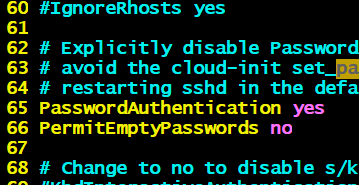 60 #IgnoreRhosts yes
61
62 # Explicitly disable Password
63 # avoid the cloud-init set_pa
64 # restarting sshd in the defa
65 PasswordAuthentication yes
66 PermitEmptyPasswords no
67
68 # Change to no to disable s/k